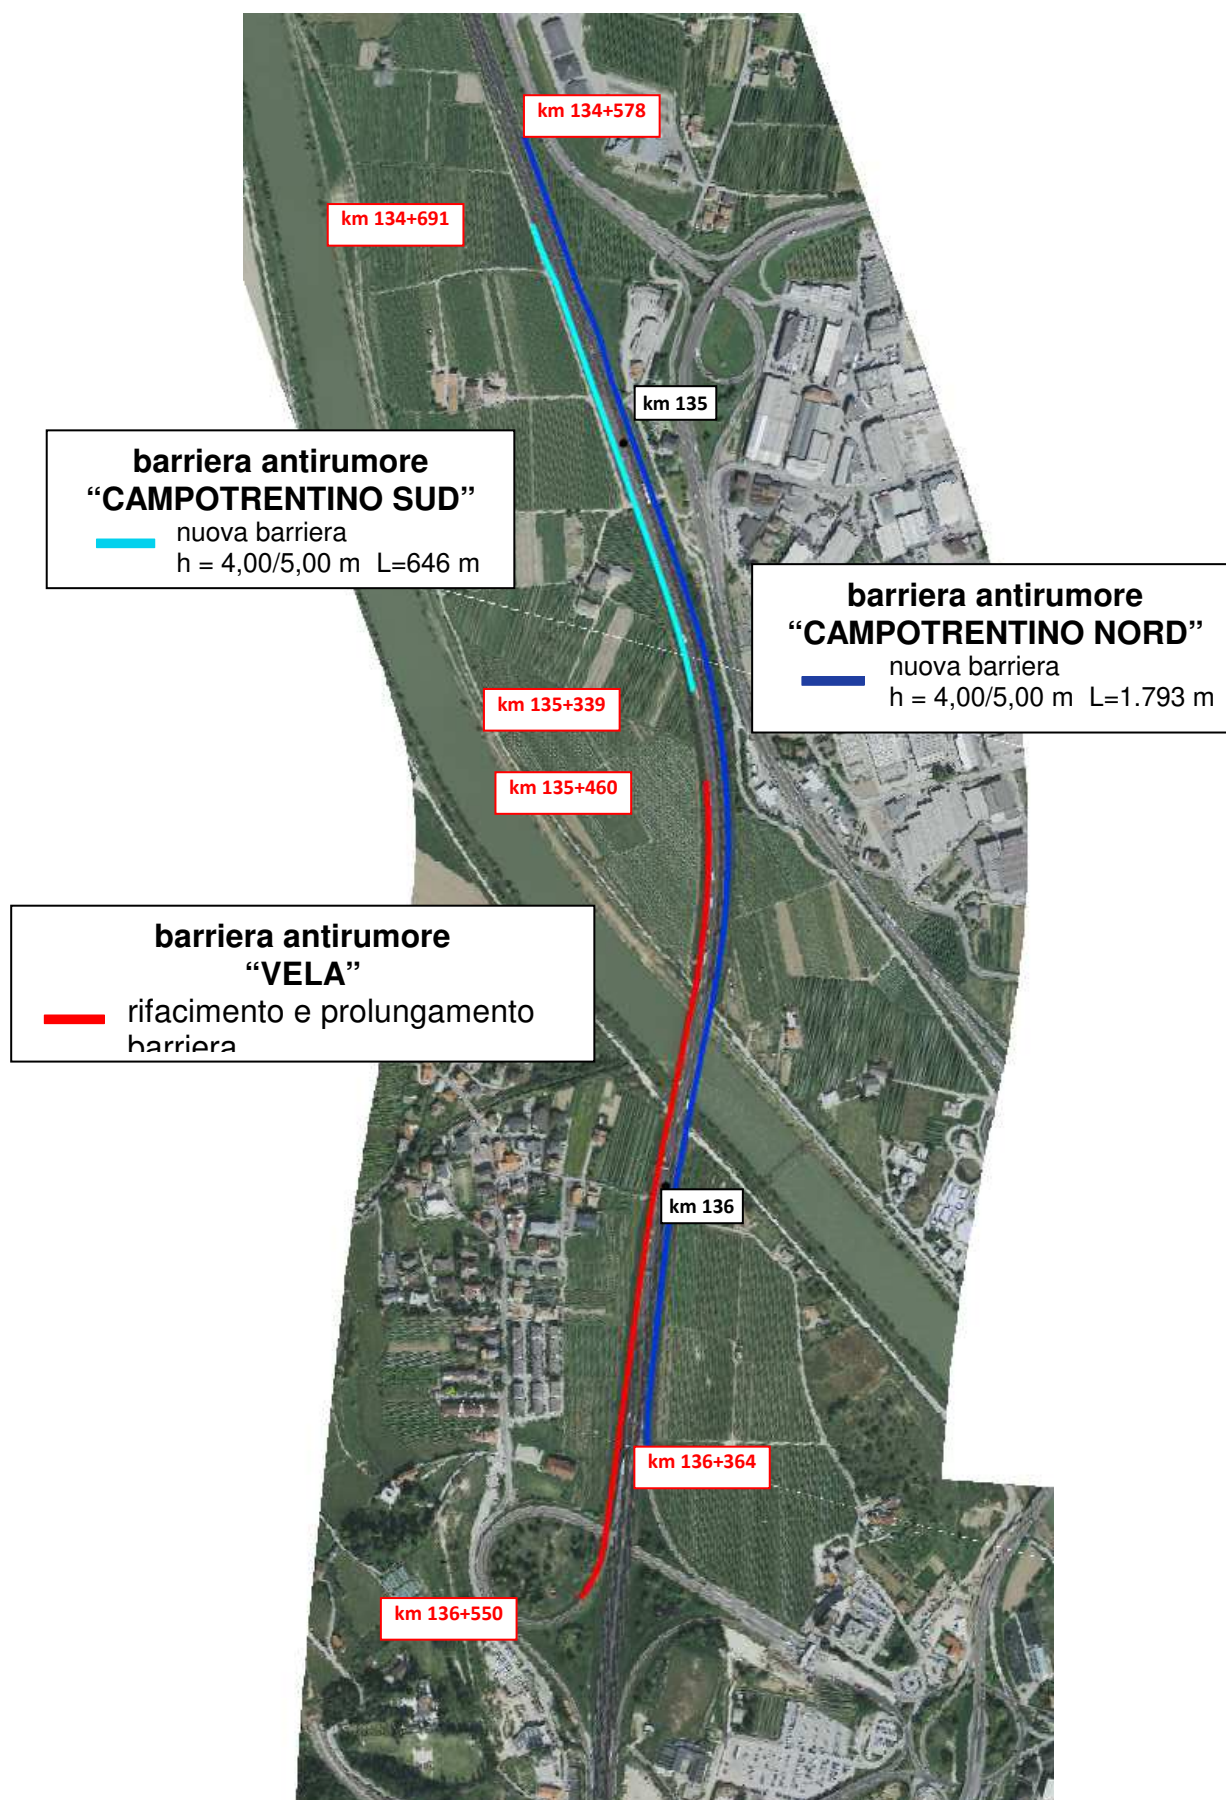 km 134+578
km 134+691
km 135
barriera antirumore
“CAMPOTRENTINO SUD”
nuova barriera
h = 4,00/5,00 m  L=646 m
barriera antirumore
“CAMPOTRENTINO NORD”
nuova barriera
h = 4,00/5,00 m  L=1.793 m
km 135+339
km 135+460
barriera antirumore
“VELA”
rifacimento e prolungamento
barriera
km 136
km 136+364
km 136+550